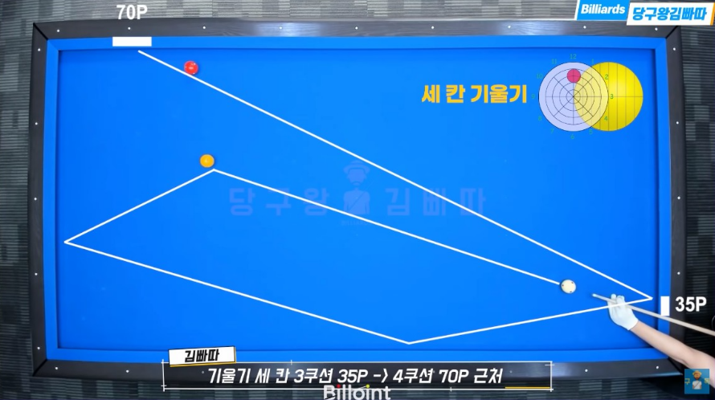 70P
Billiards 당구왕김빠따
세 칸 기울기
당구왕 김빠따
35P
김빠따
기울기 세 칸 3쿠션 35P -> 4쿠션 70P 근처
Billoint